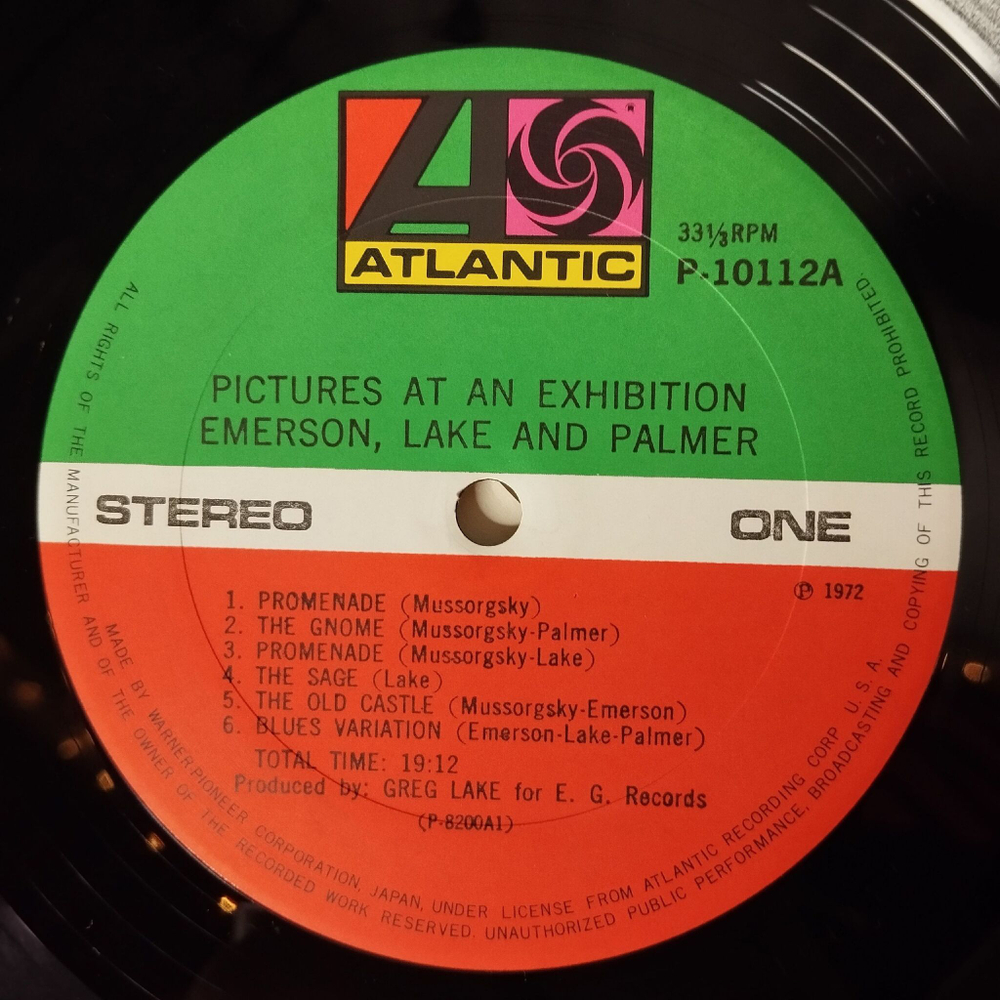 ATLANTIC
®
33⅓RPM
P-10112A
PICTURES AT AN EXHIBITION
EMERSON, LAKE AND PALMER
STEREO
ONE
℗ 1972
1. PROMENADE (Mussorgsky)
2. THE GNOME (Mussorgsky-Palmer)
3. PROMENADE (Mussorgsky-Lake)
4. THE SAGE (Lake)
5. THE OLD CASTLE (Mussorgsky-Emerson)
6. BLUES VARIATION (Emerson-Lake-Palmer)
TOTAL TIME: 19:12
Produced by: GREG LAKE for E. G. Records
(P-8200A1)
MADE BY WARNER-PIONEER CORPORATION, JAPAN, UNDER LICENSE FROM ATLANTIC RECORDING CORP U. S. A.
ALL RIGHTS OF THE MANUFACTURER AND OF THE OWNER OF THE RECORDED WORK RESERVED. UNAUTHORIZED PUBLIC PERFORMANCE, BROADCASTING AND COPYING OF THIS RECORD PROHIBITED.